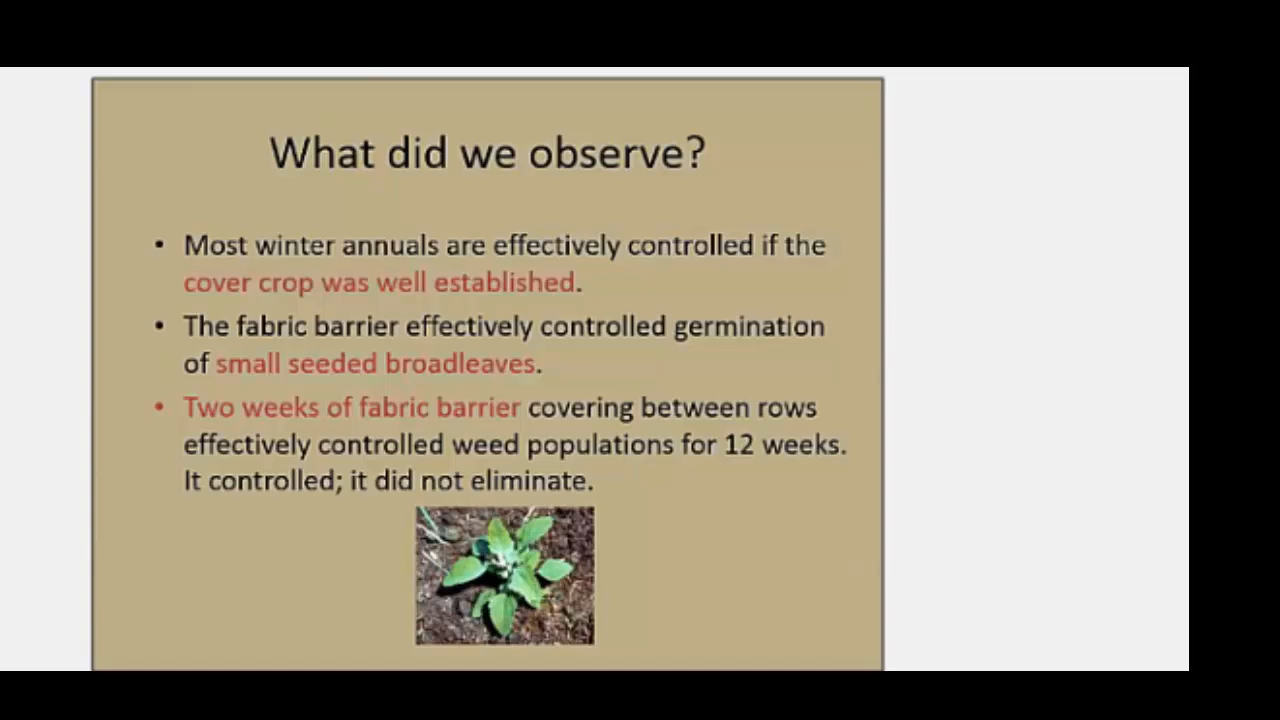 What did we observe?
• Most winter annuals are effectively controlled if the
cover crop was well established.
• The fabric barrier effectively controlled germination
of small seeded broadleaves.
• Two weeks of fabric barrier covering between rows
effectively controlled weed populations for 12 weeks.
It controlled; it did not eliminate.